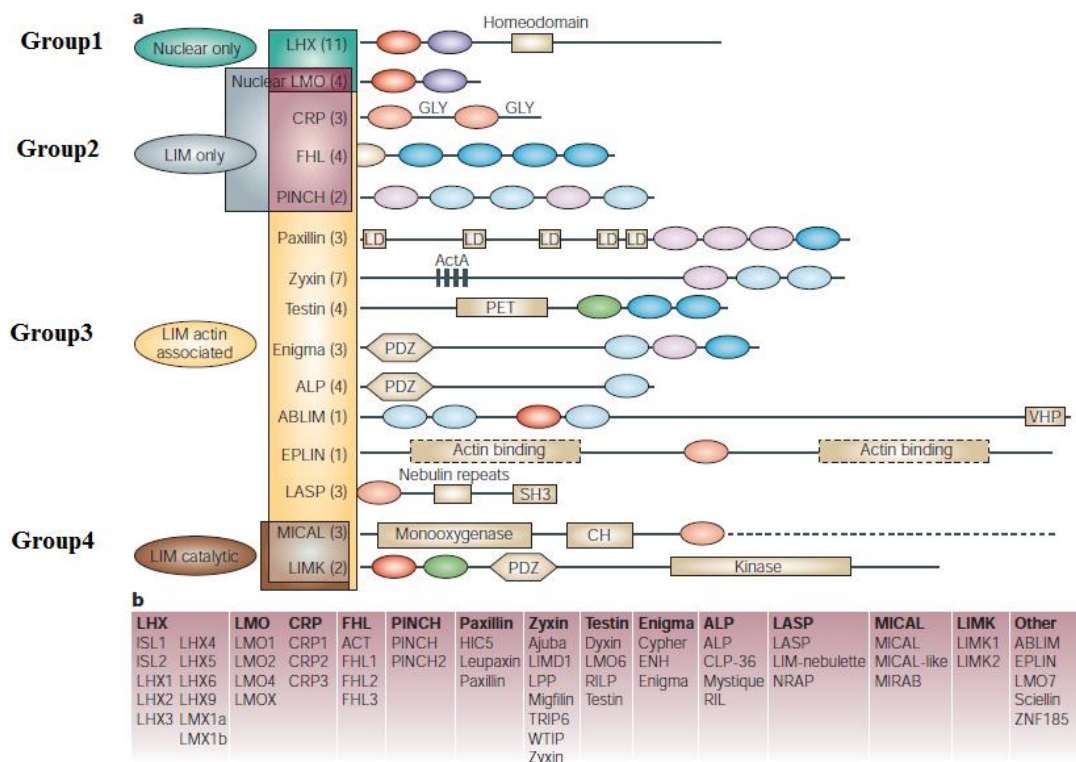 a
Homeodomain
Group1
Nuclear only
LHX (11)
Nuclear LMO (4)
GLY
GLY
CRP (3)
Group2
LIM only
FHL (4)
PINCH (2)
Paxillin (3)
LD
LD
LD
LD
LD
ActA
Zyxin (7)
Testin (4)
PET
Group3
LIM actin
associated
Enigma (3)
PDZ
ALP (4)
PDZ
ABLIM (1)
VHP
EPLIN (1)
Actin binding
Actin binding
Nebulin repeats
LASP (3)
SH3
Group4
LIM catalytic
MICAL (3)
Monooxygenase
CH
LIMK (2)
PDZ
Kinase
b
LHX LMO CRP FHL PINCH Paxillin Zyxin Testin Enigma ALP LASP MICAL LIMK Other
ISL1 LHX4 LMO1 CRP1 ACT PINCH HIC5 Ajuba Dyxin Cypher ALP LASP MICAL LIMK1 ABLIM
ISL2 LHX5 LMO2 CRP2 FHL1 PINCH2 Leupaxin LIMD1 LMO6 ENH CLP-36 LIM-nebulette MICAL-like LIMK2 EPLIN
LHX1 LHX6 LMO4 CRP3 FHL2 Paxillin LPP RILP Enigma Mystique NRAP MIRAB LMO7
LHX2 LHX9 LMOX FHL3 Migfilin Testin RIL Sciellin
LHX3 LMX1a TRIP6 ZNF185
LMX1b WTIP
Zyxin